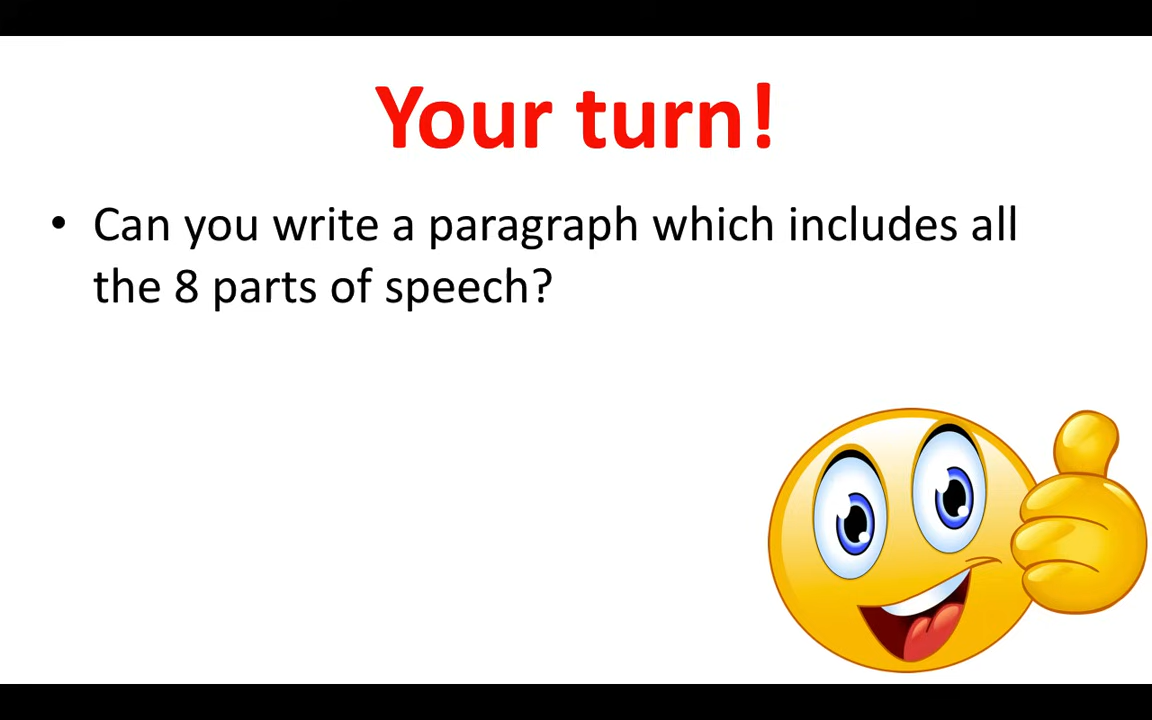 Your turn!
• Can you write a paragraph which includes all
the 8 parts of speech?